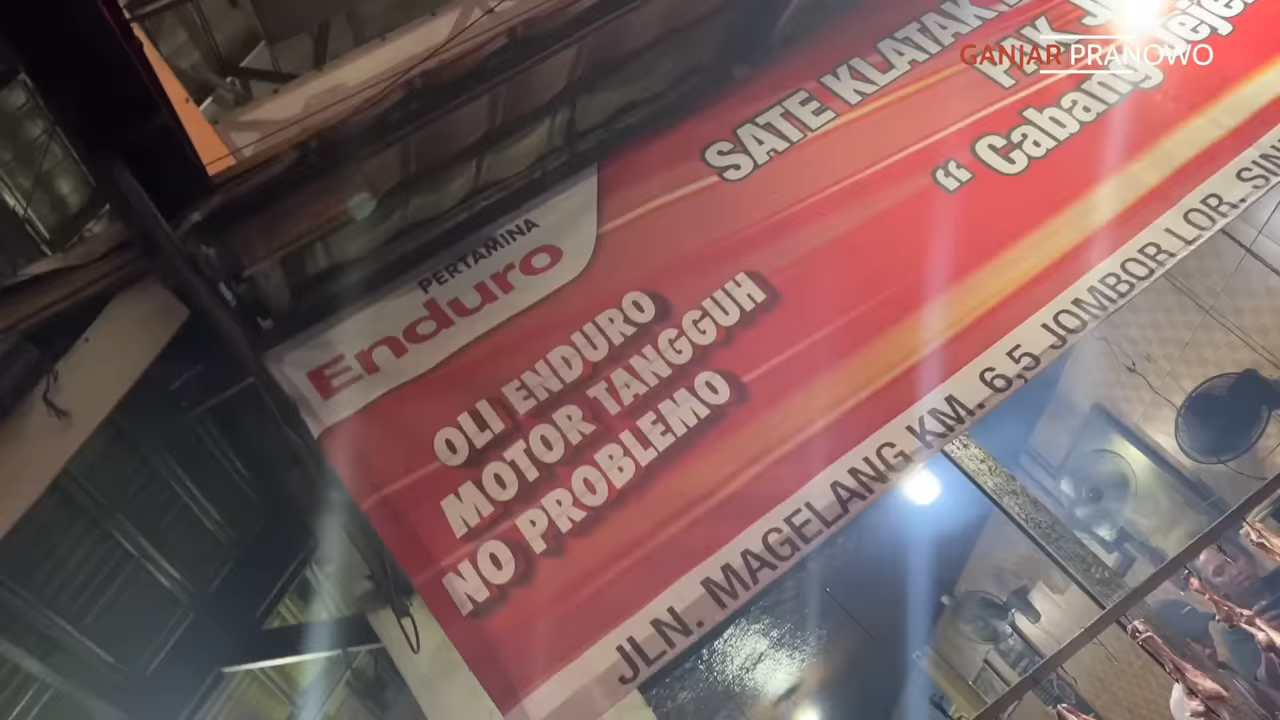 GANJAR PRANOWO
SATE KLATAK
PAK
“ Cabang
PERTAMINA
Enduro
OLI ENDURO
MOTOR TANGGUH
NO PROBLEMO
JLN. MAGELANG KM. 6,5 JOMBOR LOR.